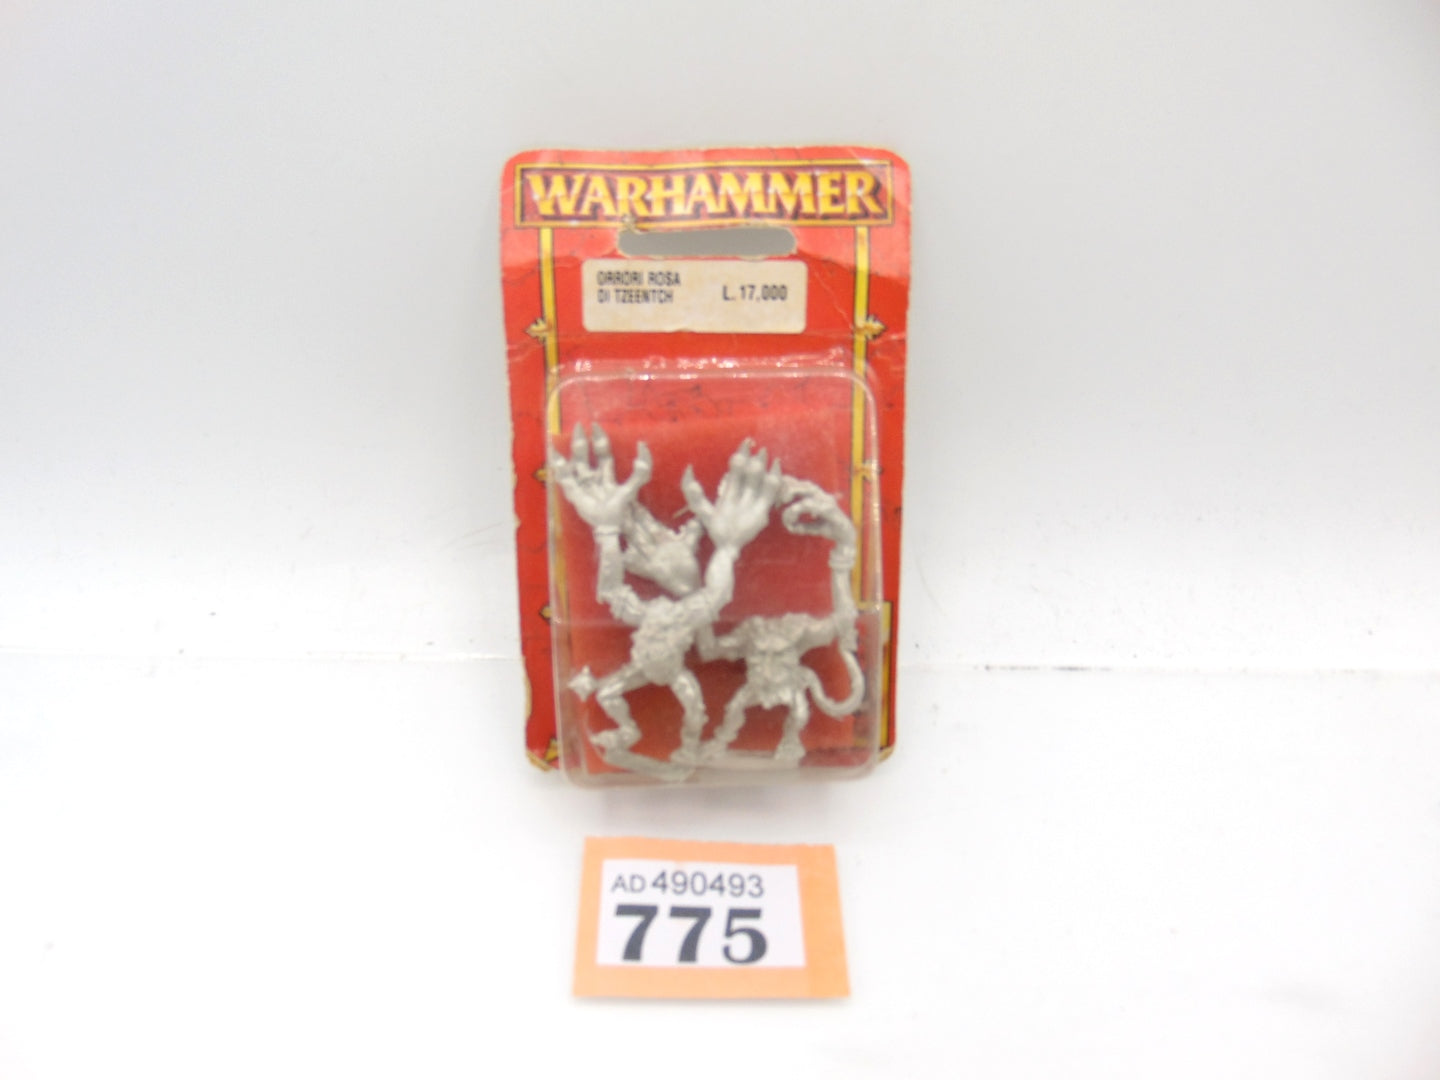 WARHAMMER
ORRORI ROSA
DI TZEENTCH L. 17,000
AD 490493
775